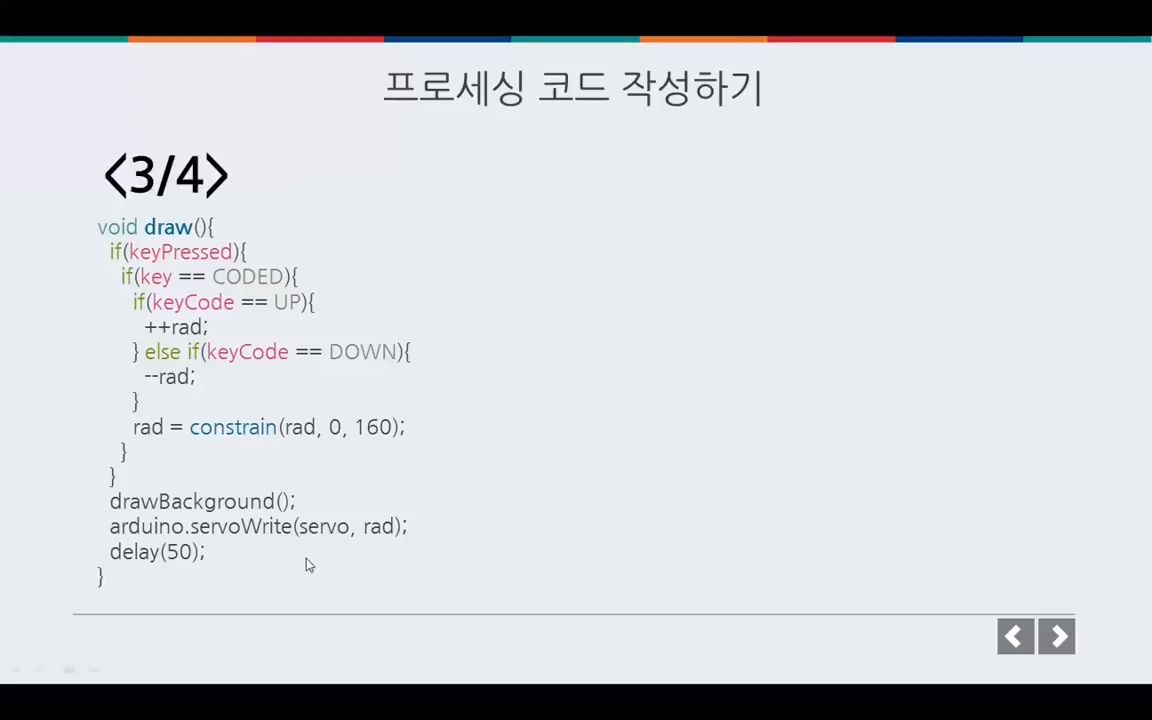 프로세싱 코드 작성하기
<3/4>
void draw(){
if(keyPressed){
if(key == CODED){
if(keyCode == UP){
++rad;
} else if(keyCode == DOWN){
--rad;
}
rad = constrain(rad, 0, 160);
}
}
drawBackground();
arduino.servoWrite(servo, rad);
delay(50);
}